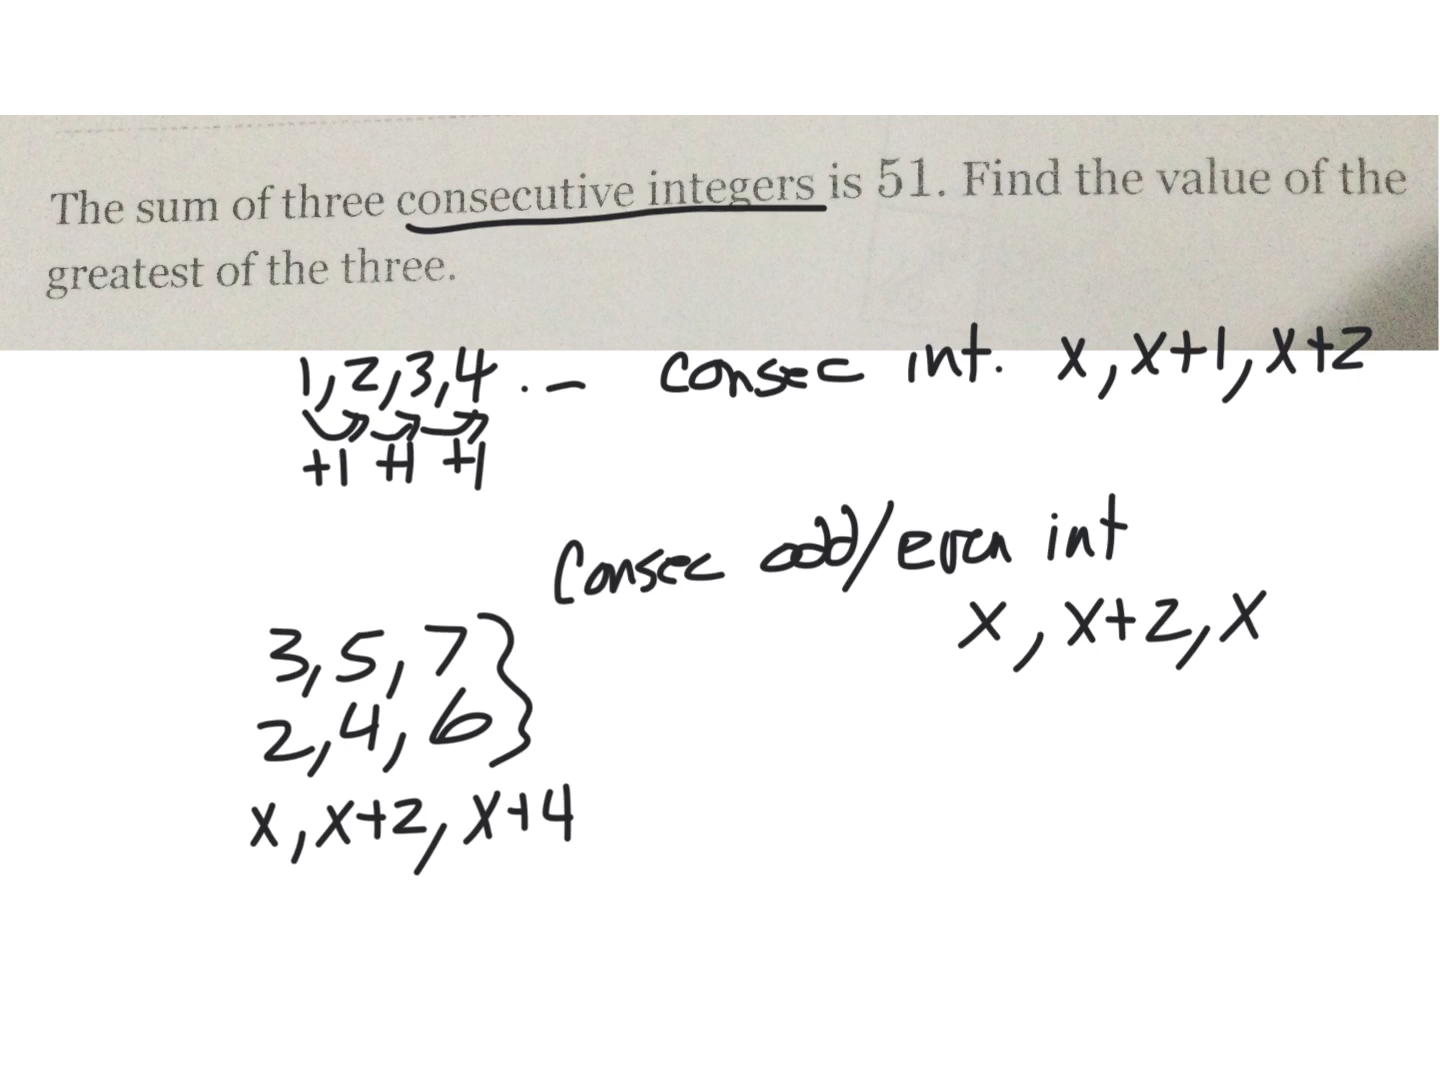 The sum of three consecutive integers is 51. Find the value of the
greatest of the three.
1,2,3,4 . . – consec int. x, x+1, x+2
+1 +1 +1
Consec odd/even int
x, x+2, x
3, 5, 7}
2, 4, 6}
x, x+2, x+4